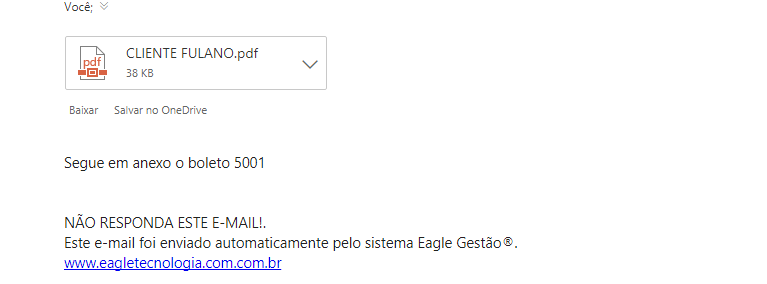 Você;
CLIENTE FULANO.pdf
pdf
38 KB
Baixar Salvar no OneDrive
Segue em anexo o boleto 5001
NÃO RESPONDA ESTE E-MAIL!.
Este e-mail foi enviado automaticamente pelo sistema Eagle Gestão®.
www.eagletecnologia.com.com.br